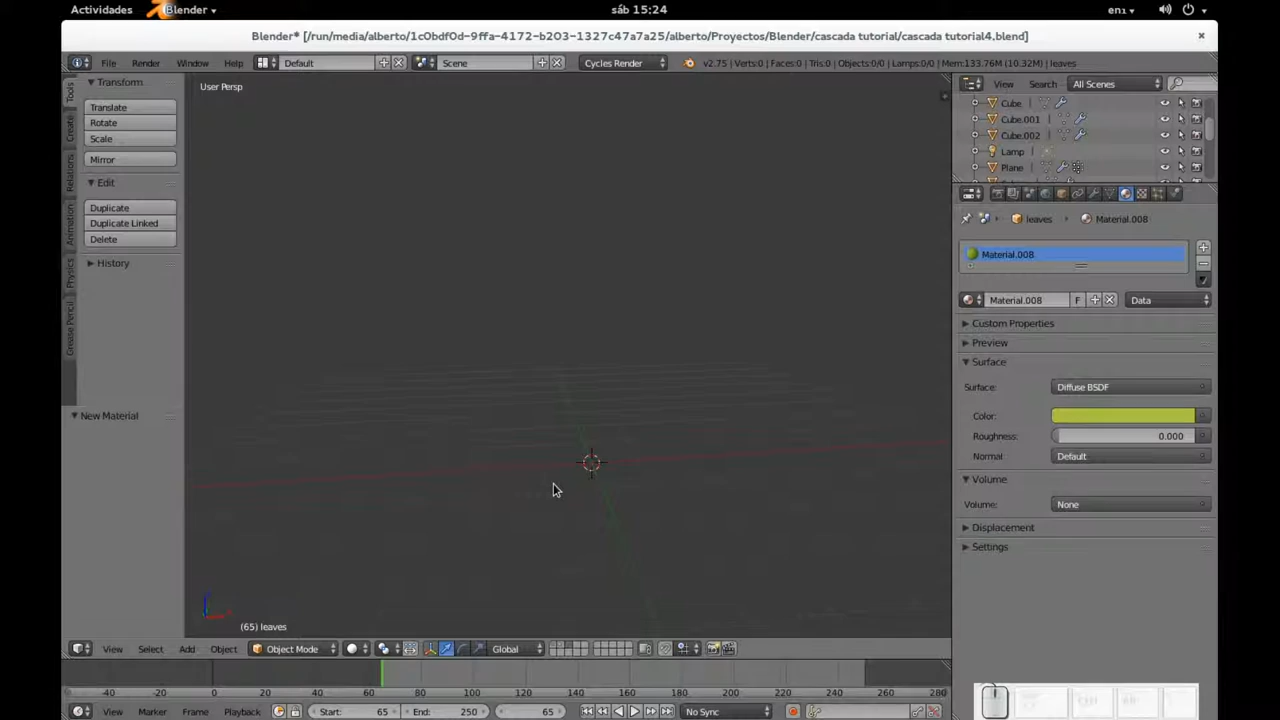 Actividades Blender sáb 15:24 en1
Blender* [/run/media/alberto/1c0bdf0d-9ffa-4172-b203-1327c47a7a25/alberto/Proyectos/Blender/cascada tutorial/cascada tutorial4.blend]
File Render Window Help Default Scene Cycles Render v2.75 | Verts:0 | Faces:0 | Tris:0 | Objects:0/0 | Lamps:0/0 | Mem:133.76M (10.32M) | leaves
Tools
Create
Relations
Animation
Physics
Grease Pencil
Transform
Translate
Rotate
Scale
Mirror
Edit
Duplicate
Duplicate Linked
Delete
History
New Material
User Persp
(65) leaves
View Search All Scenes
Cube
Cube.001
Cube.002
Lamp
Plane
leaves Material.008
Material.008
Material.008 F Data
Custom Properties
Preview
Surface
Surface: Diffuse BSDF
Color:
Roughness: 0.000
Normal: Default
Volume
Volume: None
Displacement
Settings
View Select Add Object Object Mode Global
-40 -20 0 20 40 60 80 100 120 140 160 180 200 220 240 260 280
View Marker Frame Playback Start: 65 End: 250 65 No Sync